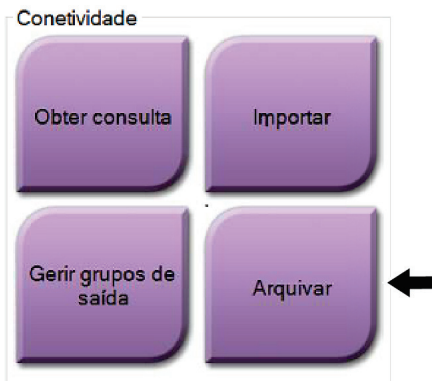 Conetividade
Obter consulta
Importar
Gerir grupos de
saída
Arquivar